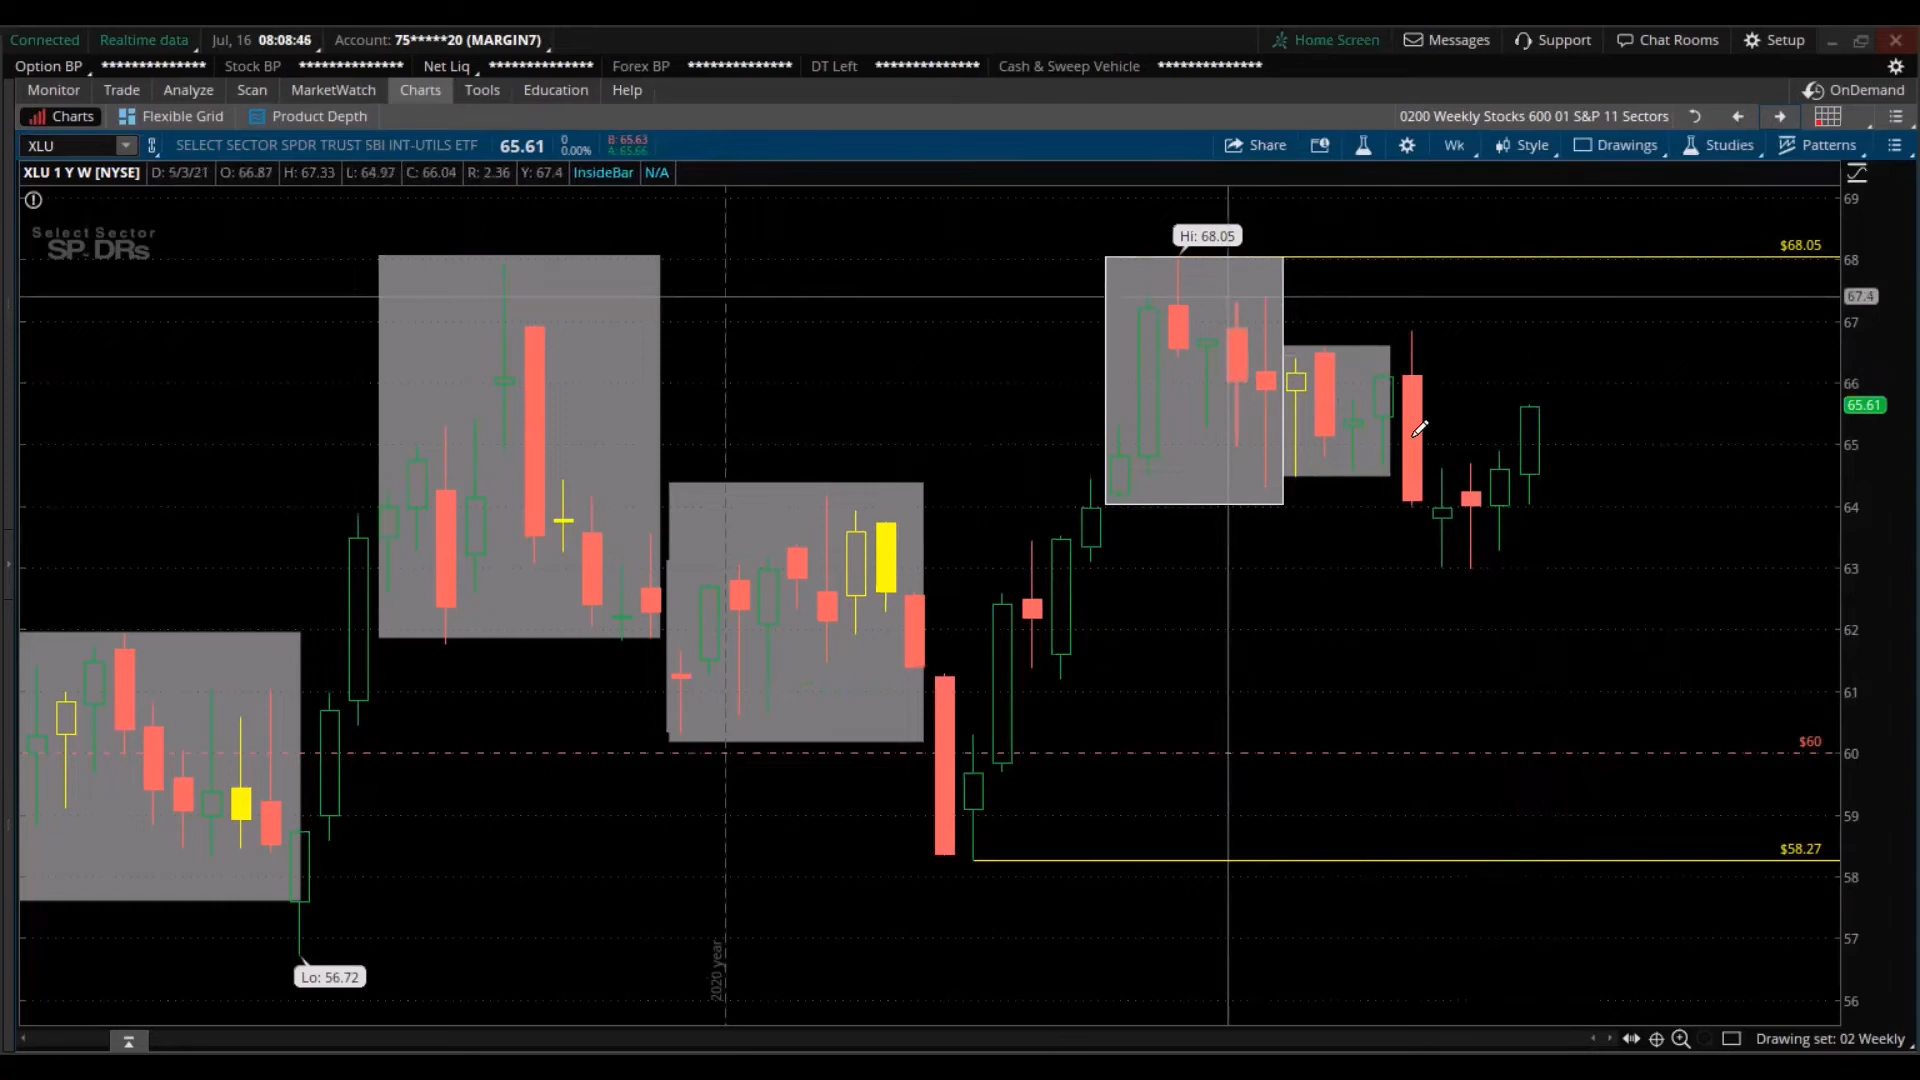 Connected Realtime data Jul, 16 08:08:46 Account: 75*****20 (MARGIN7) Home Screen Messages Support Chat Rooms Setup
Option BP ************** Stock BP ************** Net Liq ************** Forex BP ************** DT Left ************** Cash & Sweep Vehicle **************
Monitor Trade Analyze Scan MarketWatch Charts Tools Education Help OnDemand
Charts Flexible Grid Product Depth 0200 Weekly Stocks 600 01 S&P 11 Sectors
XLU SELECT SECTOR SPDR TRUST SBI INT-UTILS ETF 65.61 0 0.00% B: 65.63 A: 65.66 Share Wk Style Drawings Studies Patterns
XLU 1 Y W [NYSE] D: 5/3/21 O: 66.87 H: 67.33 L: 64.97 C: 66.04 R: 2.36 Y: 67.4 InsideBar N/A
69
Select Sector
SPDRs
Hi: 68.05
$68.05
68
67.4
67
66
65.61
65
64
63
62
61
$60
60
59
$58.27
58
57
Lo: 56.72
2020 year
56
Drawing set: 02 Weekly